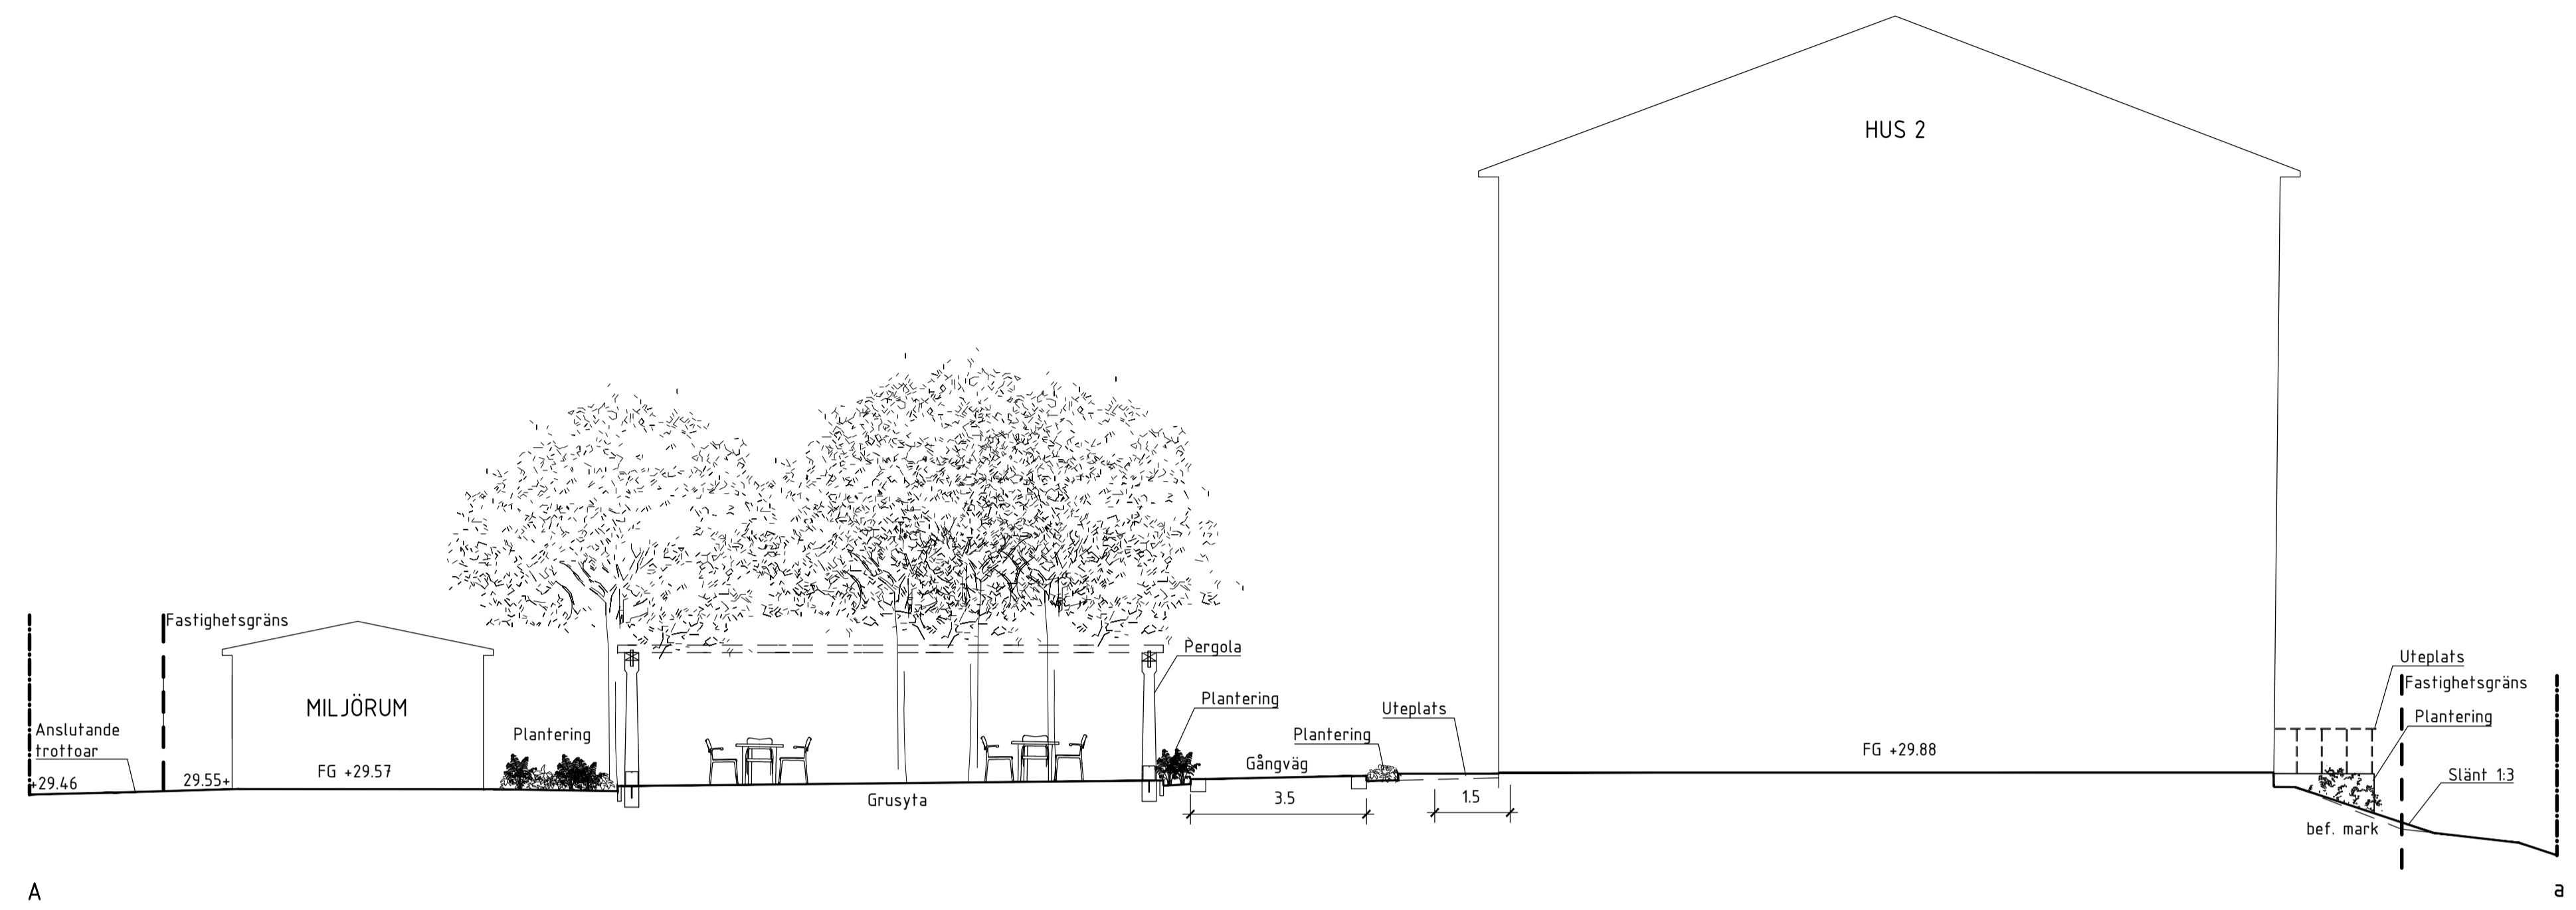 HUS 2
Fastighetsgräns
Pergola
Uteplats
Fastighetsgräns
Plantering
MILJÖRUM
Uteplats
Plantering
Anslutande
trottoar
Plantering
Plantering
FG +29.88
Gångväg
FG +29.57
Slänt 1:3
+29.46
29.55+
Grusyta
3.5
1.5
bef. mark
A
a